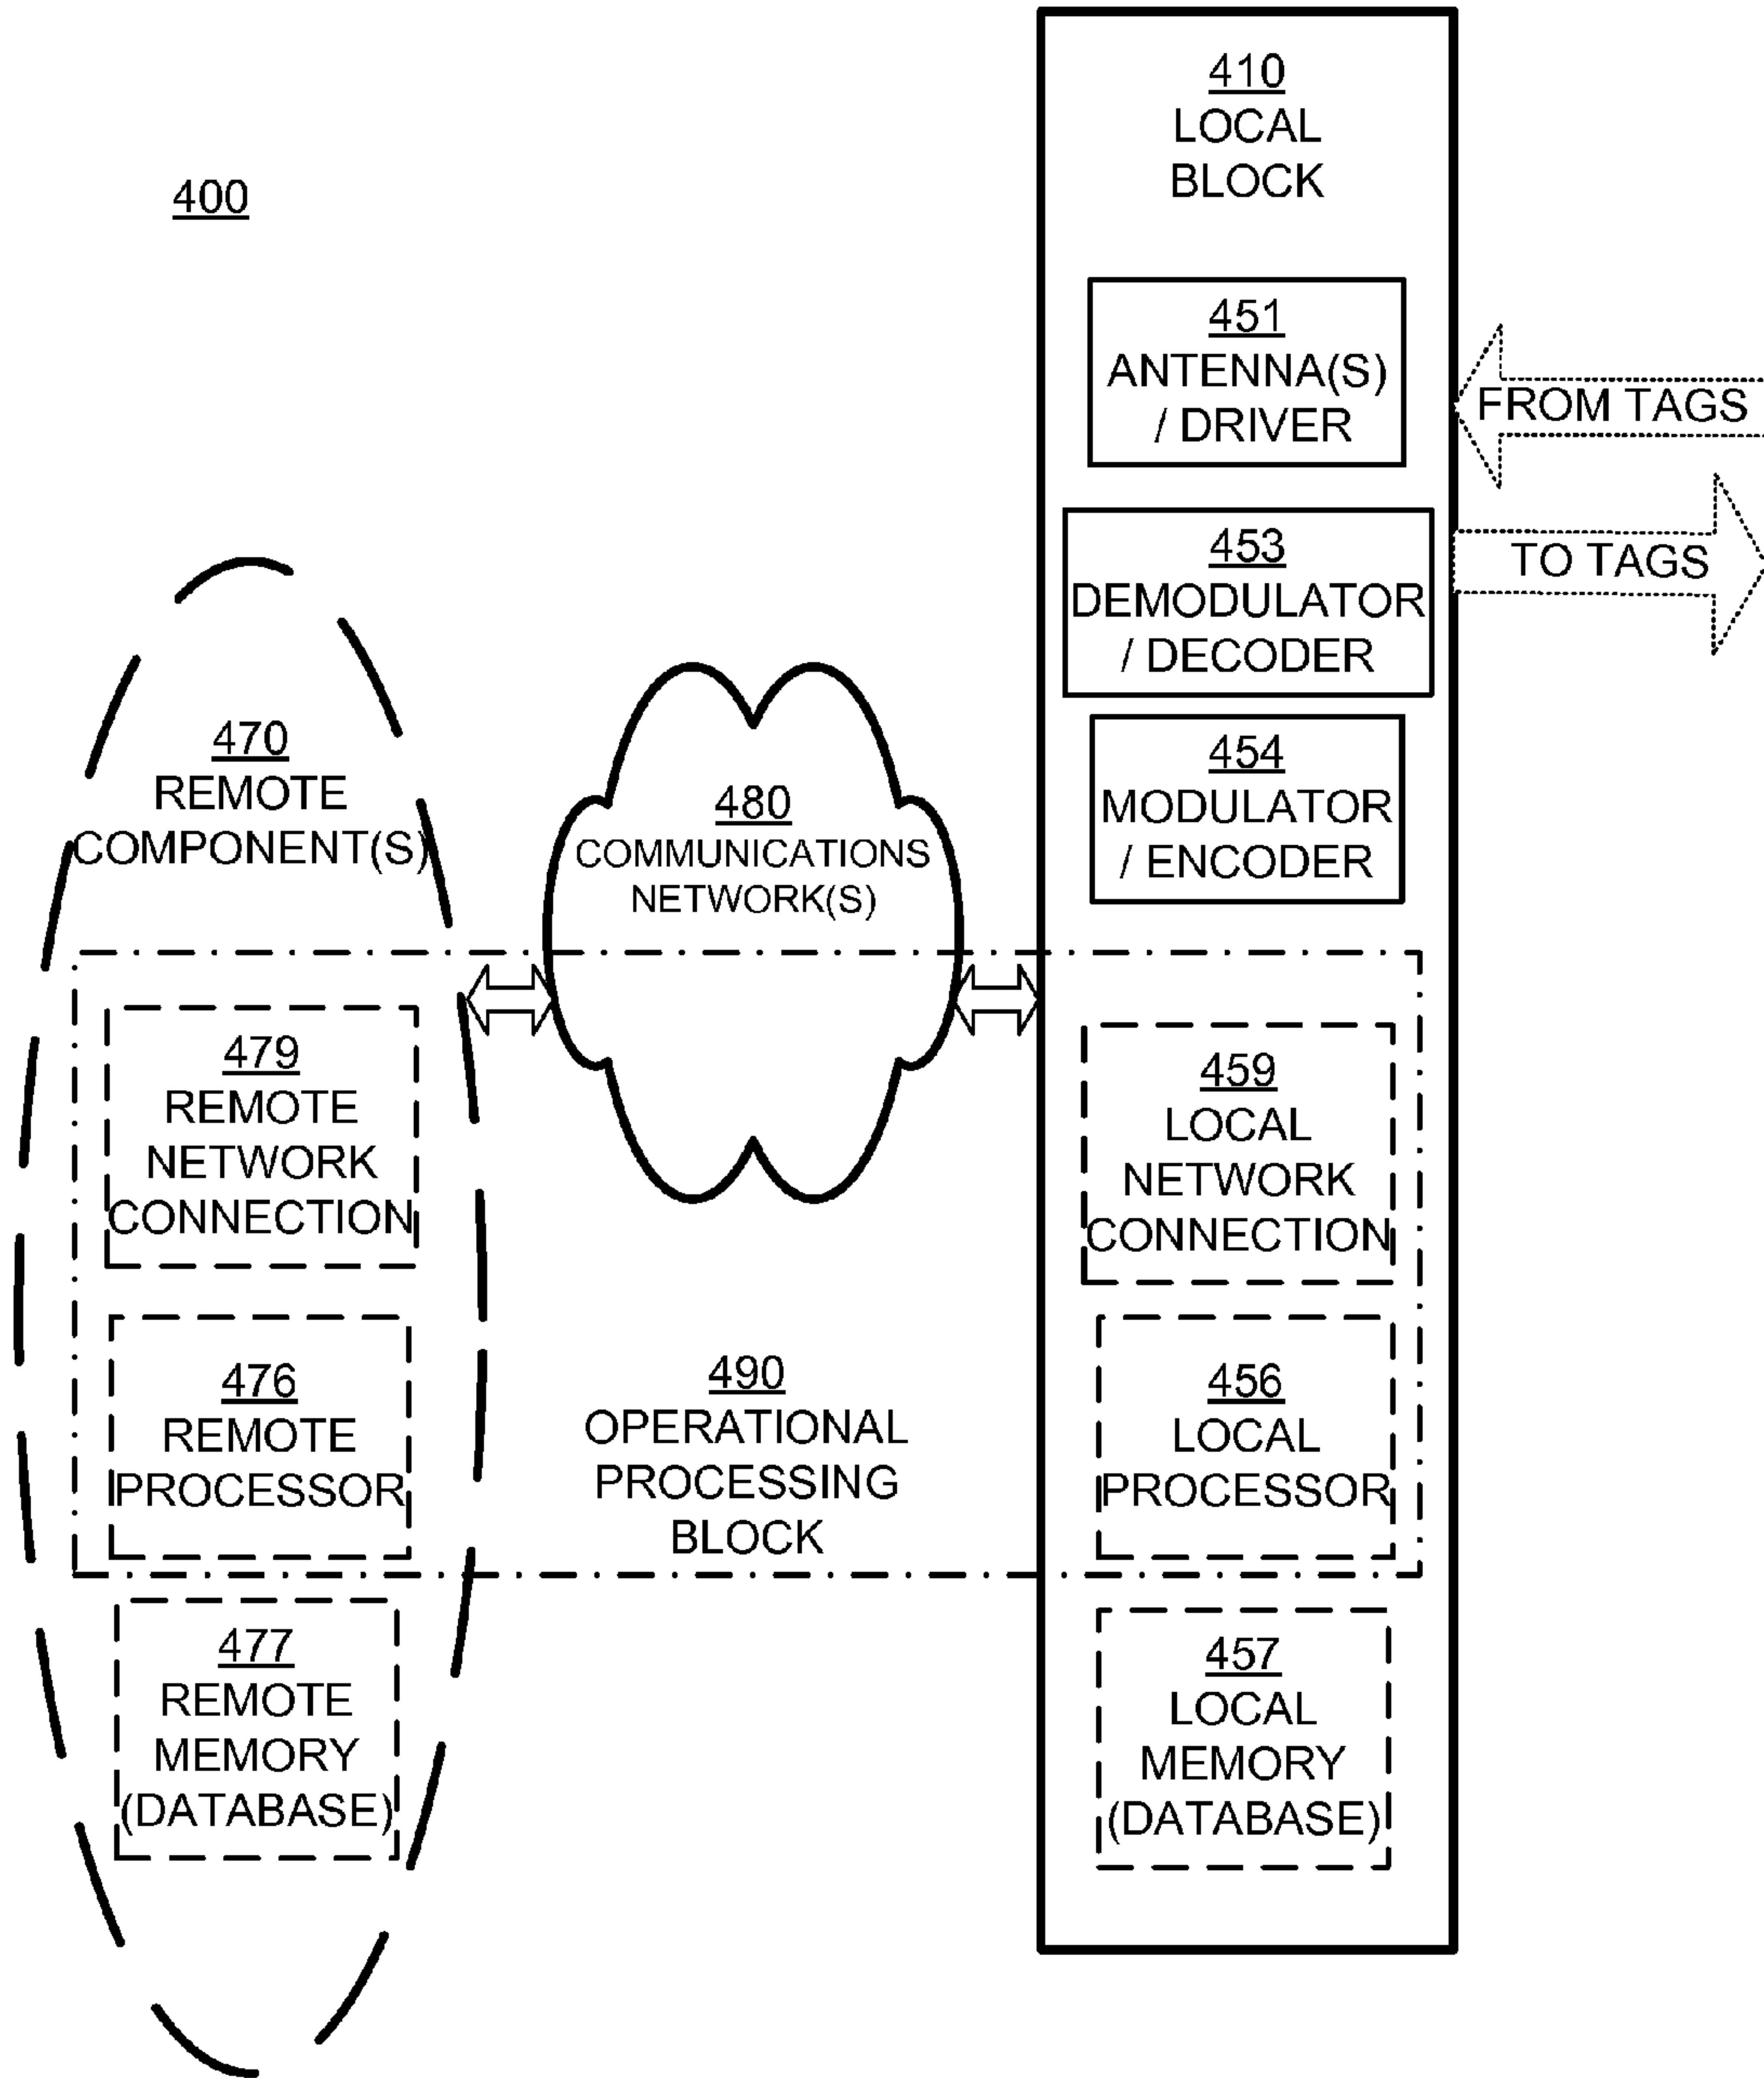 400
410
LOCAL
BLOCK
451
ANTENNA(S)
/ DRIVER
FROM TAGS
453
DEMODULATOR
/ DECODER
TO TAGS
454
MODULATOR
/ ENCODER
470
REMOTE
COMPONENT(S)
480
COMMUNICATIONS
NETWORK(S)
479
REMOTE
NETWORK
CONNECTION
459
LOCAL
NETWORK
CONNECTION
476
REMOTE
PROCESSOR
490
OPERATIONAL
PROCESSING
BLOCK
456
LOCAL
PROCESSOR
477
REMOTE
MEMORY
(DATABASE)
457
LOCAL
MEMORY
(DATABASE)